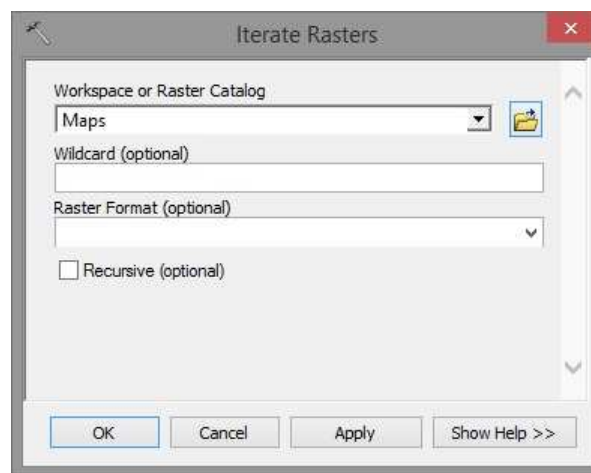 Iterate Rasters
Workspace or Raster Catalog
Maps
Wildcard (optional)
Raster Format (optional)
Recursive (optional)
OK Cancel Apply Show Help >>